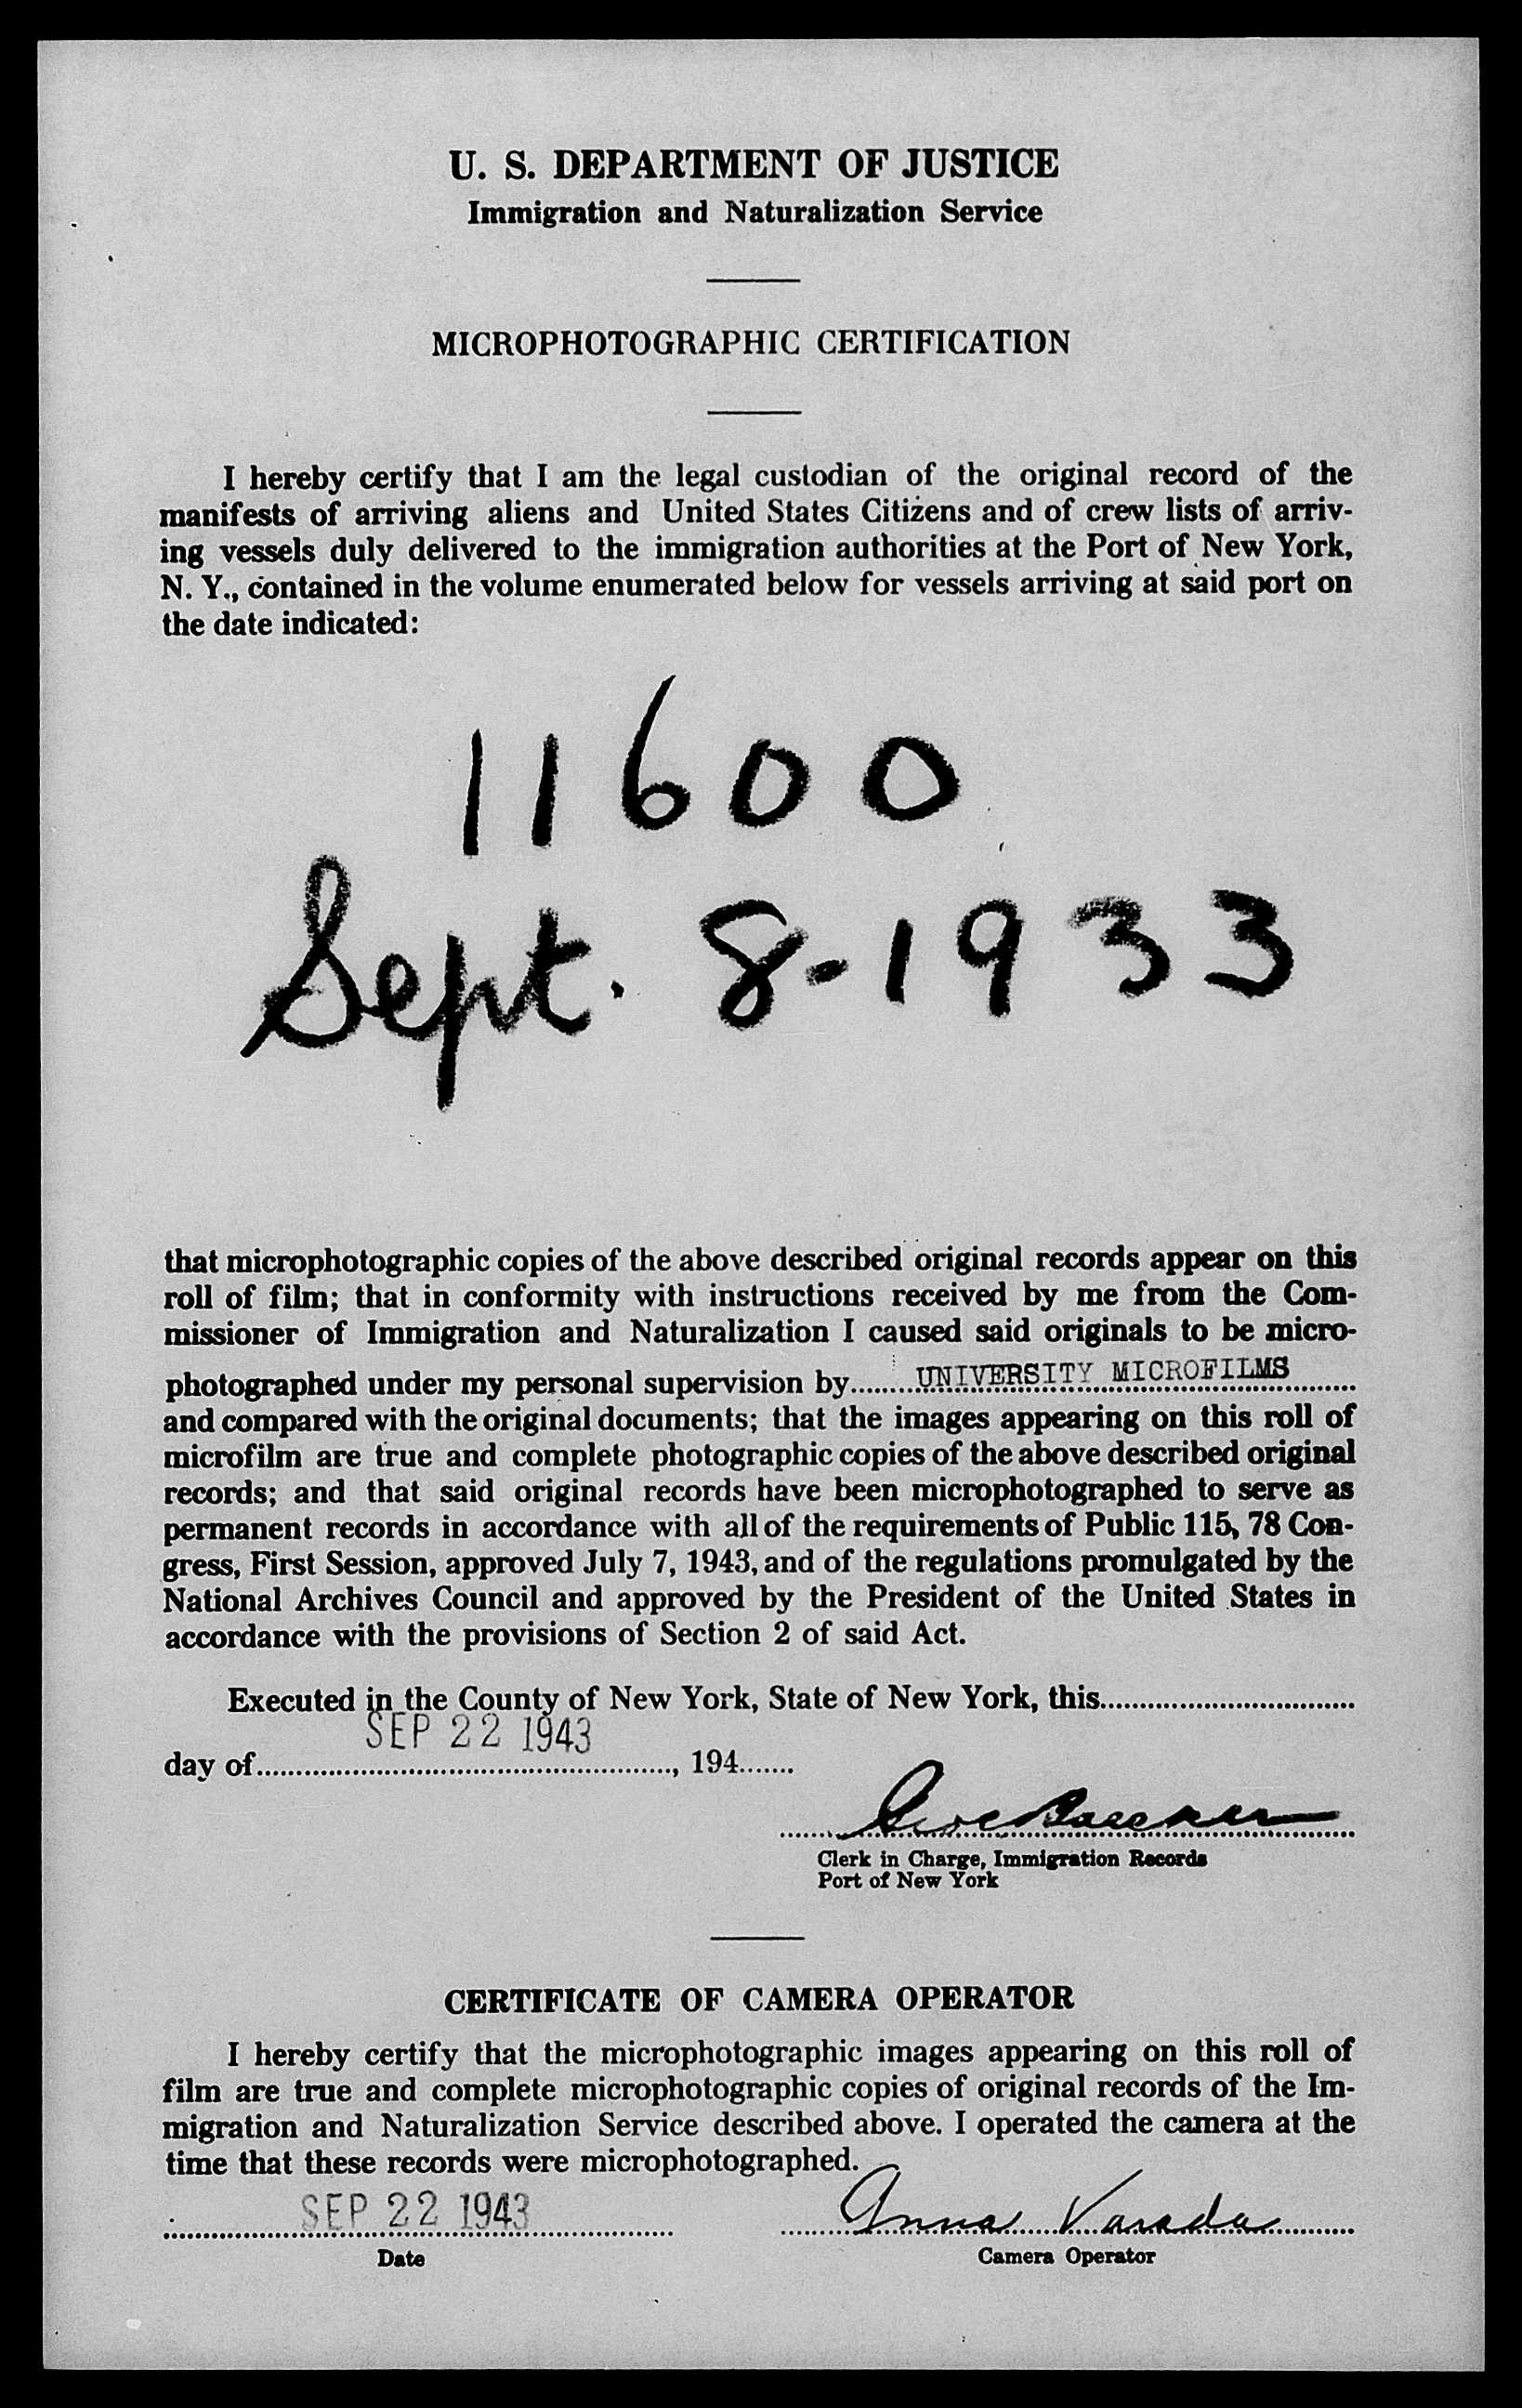 U. S. DEPARTMENT OF JUSTICE
Immigration and Naturalization Service
MICROPHOTOGRAPHIC CERTIFICATION
I hereby certify that I am the legal custodian of the original record of the
manifests of arriving aliens and United States Citizens and of crew lists of arriv-
ing vessels duly delivered to the immigration authorities at the Port of New York,
N. Y., contained in the volume enumerated below for vessels arriving at said port on
the date indicated:
11600
Sept. 8-1933
that microphotographic copies of the above described original records appear on this
roll of film; that in conformity with instructions received by me from the Com-
missioner of Immigration and Naturalization I caused said originals to be micro-
photographed under my personal supervision by........UNIVERSITY MICROFILMS
and compared with the original documents; that the images appearing on this roll of
microfilm are true and complete photographic copies of the above described original
records; and that said original records have been microphotographed to serve as
permanent records in accordance with all of the requirements of Public 115, 78 Con-
gress, First Session, approved July 7, 1943, and of the regulations promulgated by the
National Archives Council and approved by the President of the United States in
accordance with the provisions of Section 2 of said Act.
Executed in the County of New York, State of New York, this................................
SEP 22 1943
day of...................................................., 194.......
Clerk in Charge, Immigration Records
Port of New York
CERTIFICATE OF CAMERA OPERATOR
I hereby certify that the microphotographic images appearing on this roll of
film are true and complete microphotographic copies of original records of the Im-
migration and Naturalization Service described above. I operated the camera at the
time that these records were microphotographed.
SEP 22 1943 Anna
Date Camera Operator